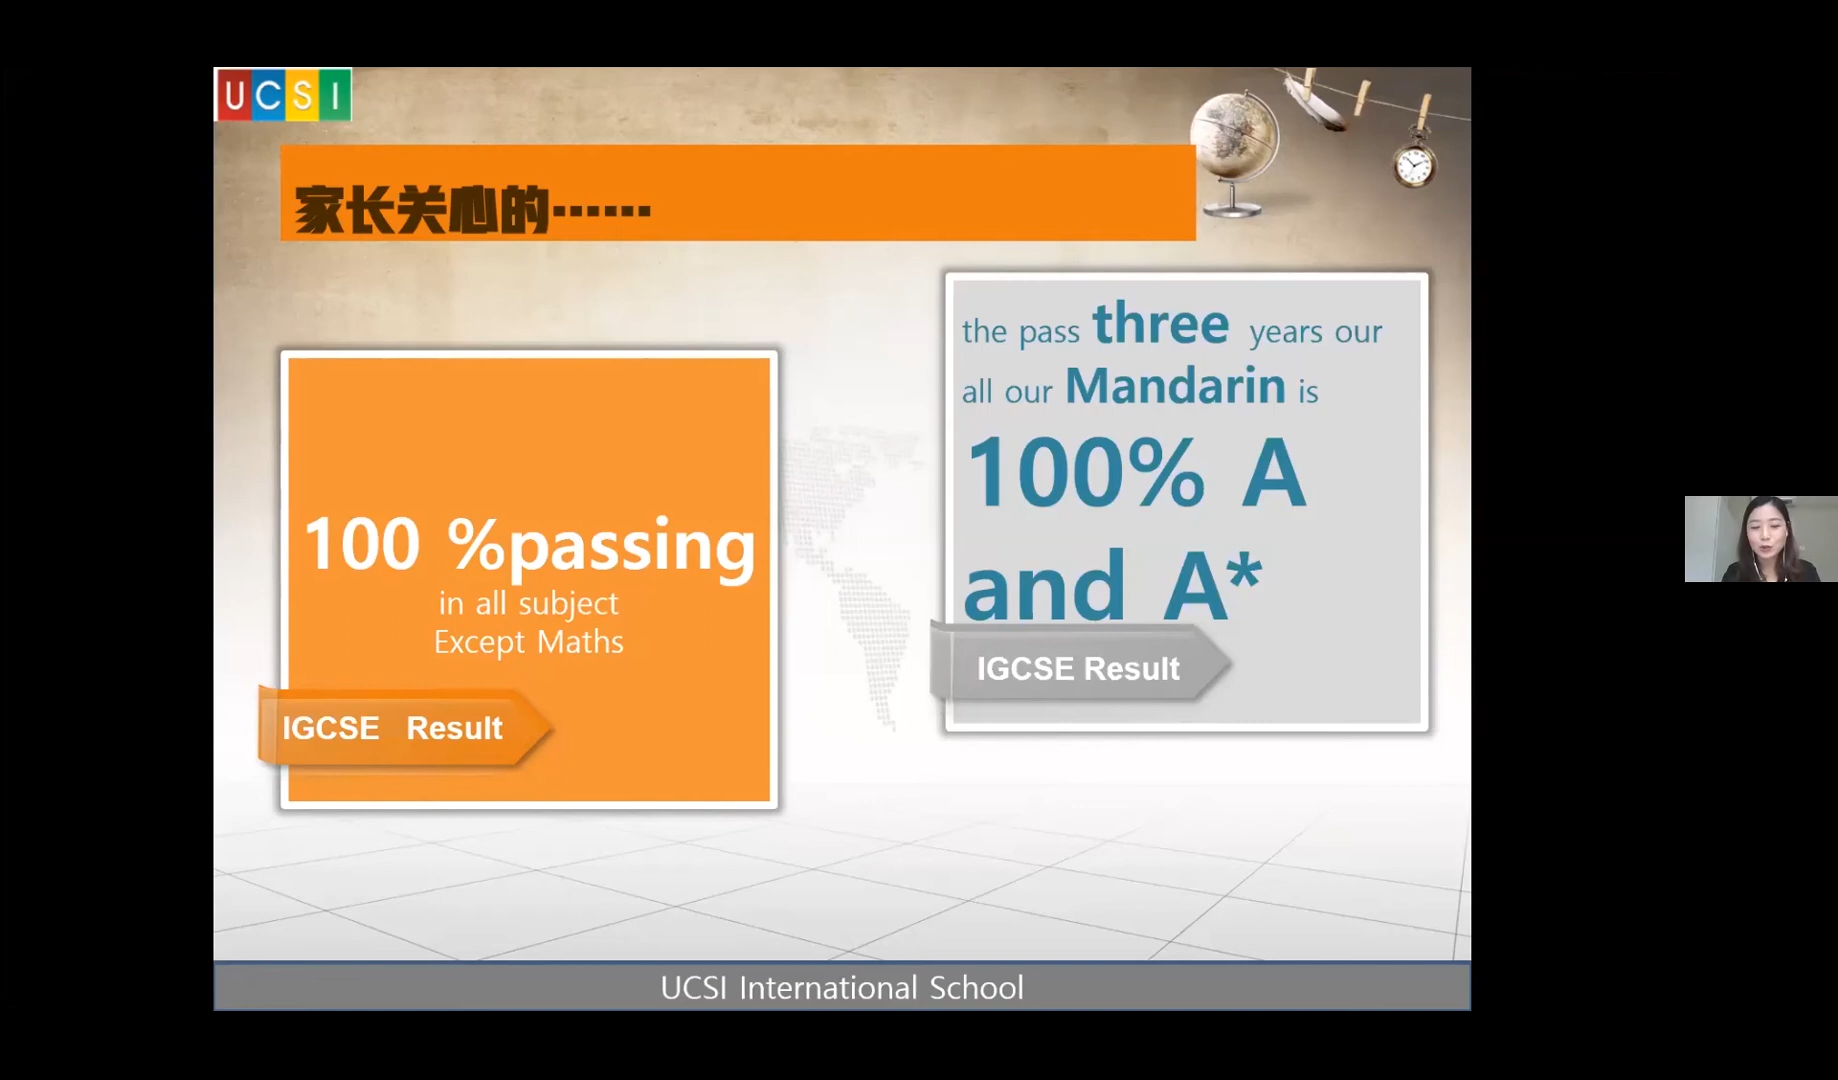 UCSI
家长关心的······
the pass three years our
all our Mandarin is
100% A
and A*
IGCSE Result
100 %passing
in all subject
Except Maths
IGCSE Result
UCSI International School